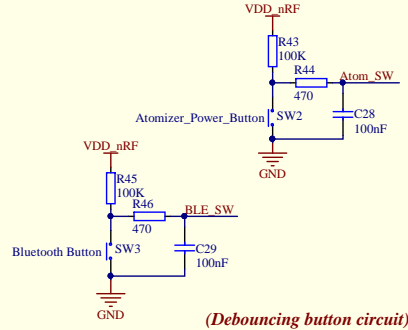 VDD_nRF
R43
100K
R44
470
Atom_SW
Atomizer_Power_Button
SW2
C28
100nF
GND
VDD_nRF
R45
100K
R46
470
BLE_SW
Bluetooth Button
SW3
C29
100nF
GND
(Debouncing button circuit)